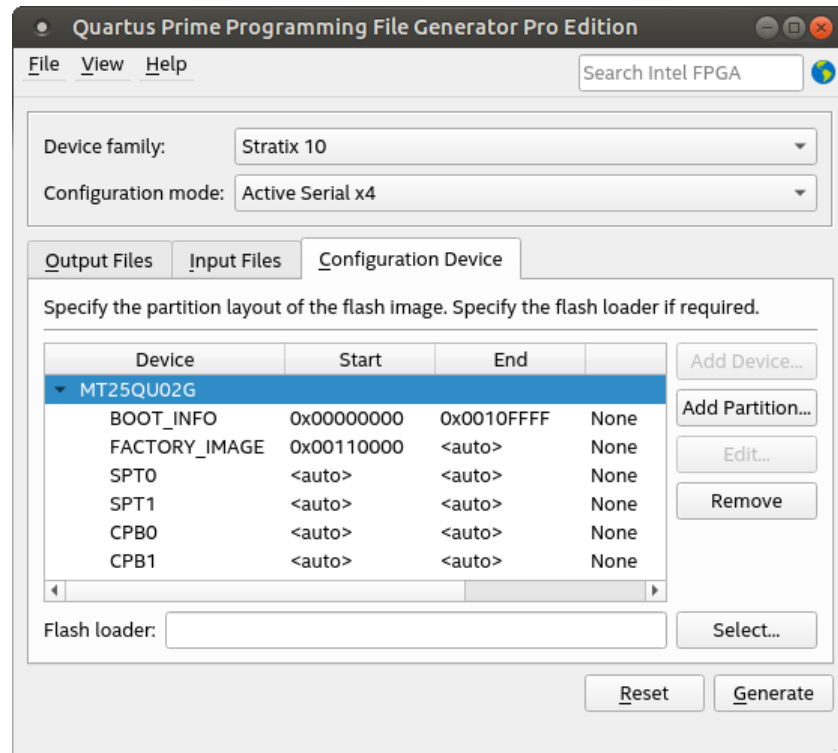 Quartus Prime Programming File Generator Pro Edition
File View Help Search Intel FPGA
Device family: Stratix 10
Configuration mode: Active Serial x4
Output Files Input Files Configuration Device
Specify the partition layout of the flash image. Specify the flash loader if required.
Device Start End
MT25QU02G
BOOT_INFO 0x00000000 0x0010FFFF None
FACTORY_IMAGE 0x00110000 <auto> None
SPT0 <auto> <auto> None
SPT1 <auto> <auto> None
CPB0 <auto> <auto> None
CPB1 <auto> <auto> None
Add Device...
Add Partition...
Edit...
Remove
Flash loader: Select...
Reset Generate